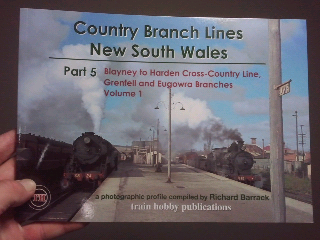 Country Branch Lines
New South Wales
Part 5 Blayney to Harden Cross-Country Line,
Grenfell and Eugowra Branches
Volume 1
a photographic profile compiled by Richard Barrack
train hobby publications